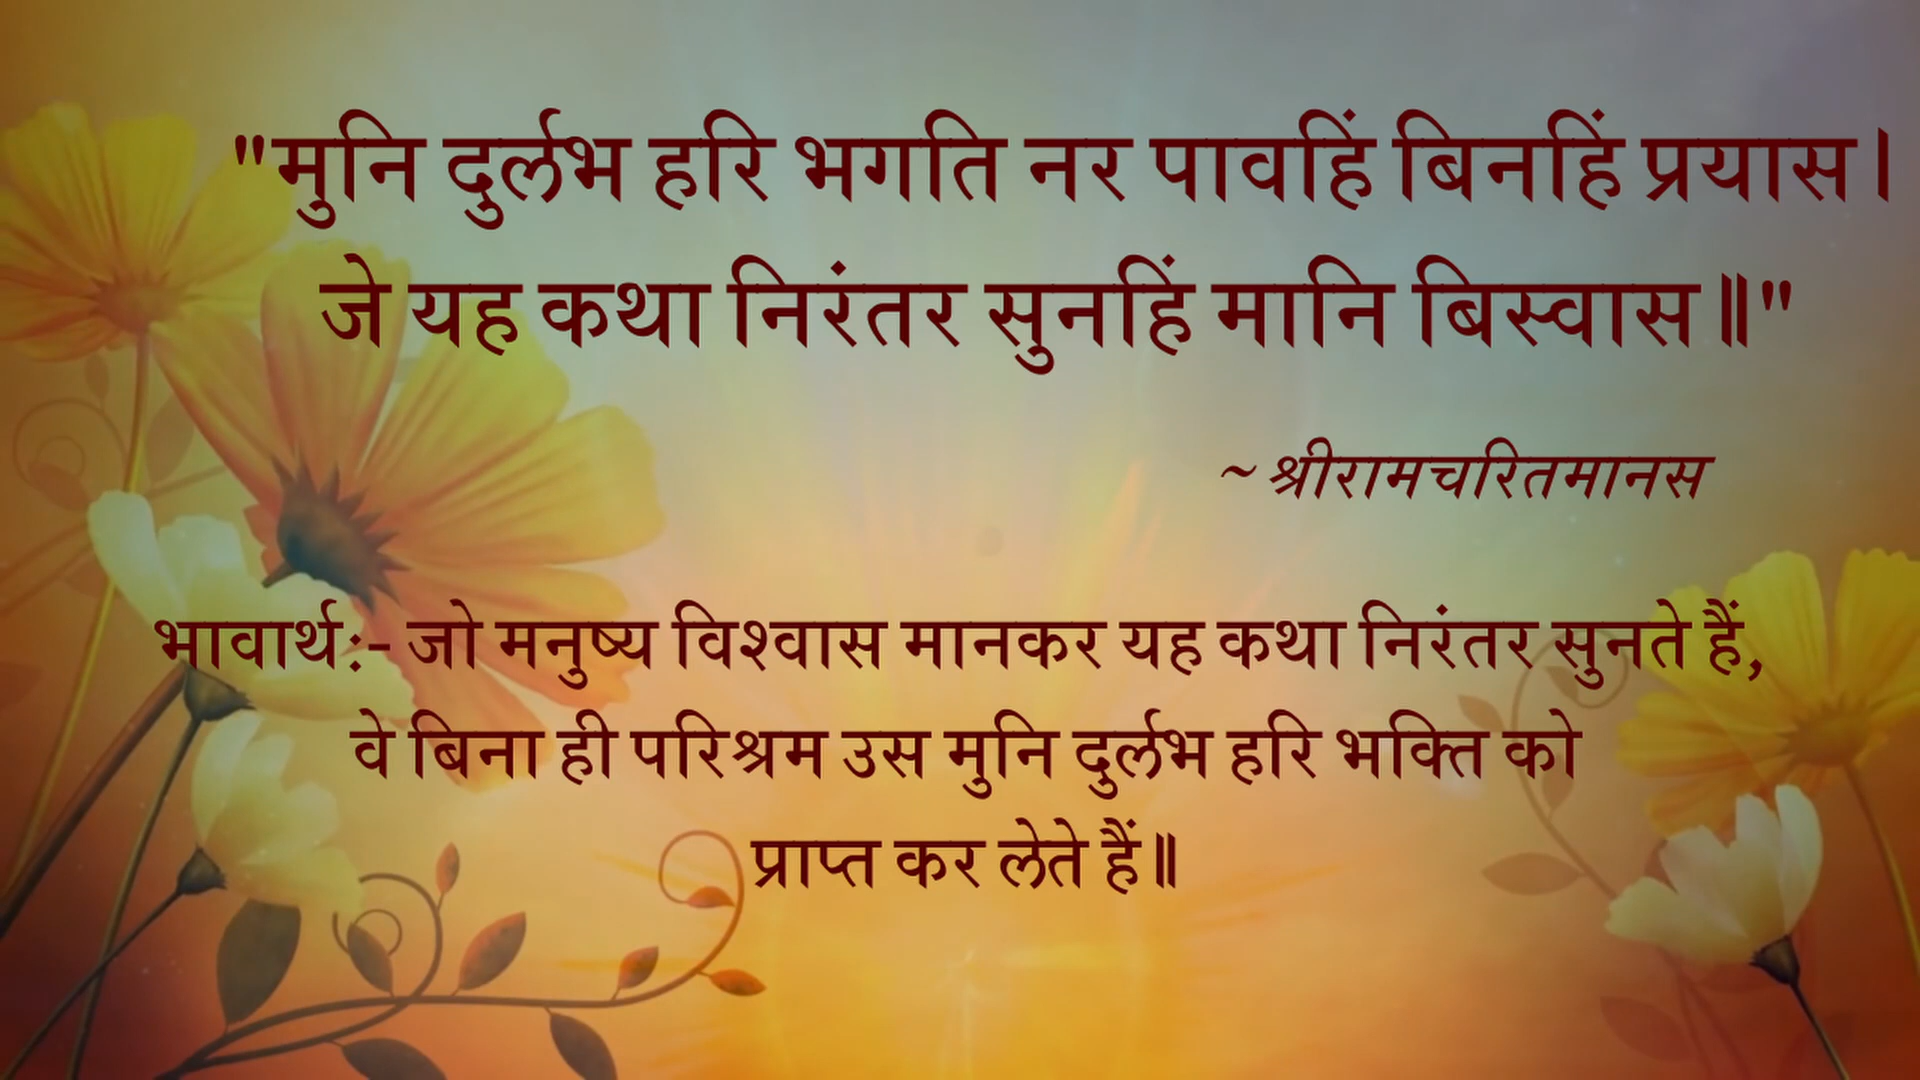 "मुनि दुर्लभ हरि भगति नर पावहिं बिनहिं प्रयास।
जे यह कथा निरंतर सुनहिं मानि बिस्वास॥"
~श्रीरामचरितमानस
भावार्थ:- जो मनुष्य विश्वास मानकर यह कथा निरंतर सुनते हैं,
वे बिना ही परिश्रम उस मुनि दुर्लभ हरि भक्ति को
प्राप्त कर लेते हैं॥